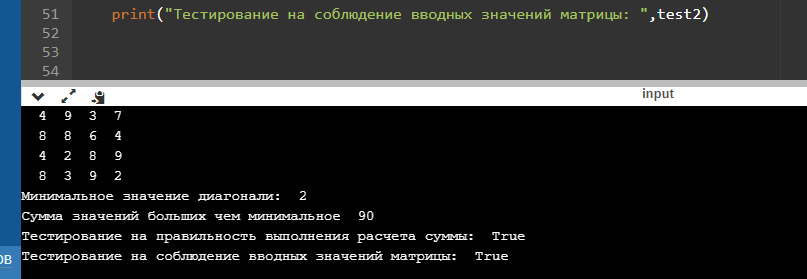 51 print("Тестирование на соблюдение вводных значений матрицы: ",test2)
52
53
54
input
4 9 3 7
8 8 6 4
4 2 8 9
8 3 9 2
Минимальное значение диагонали: 2
Сумма значений больших чем минимальное 90
Тестирование на правильность выполнения расчета суммы: True
ов
Тестирование на соблюдение вводных значений матрицы: True